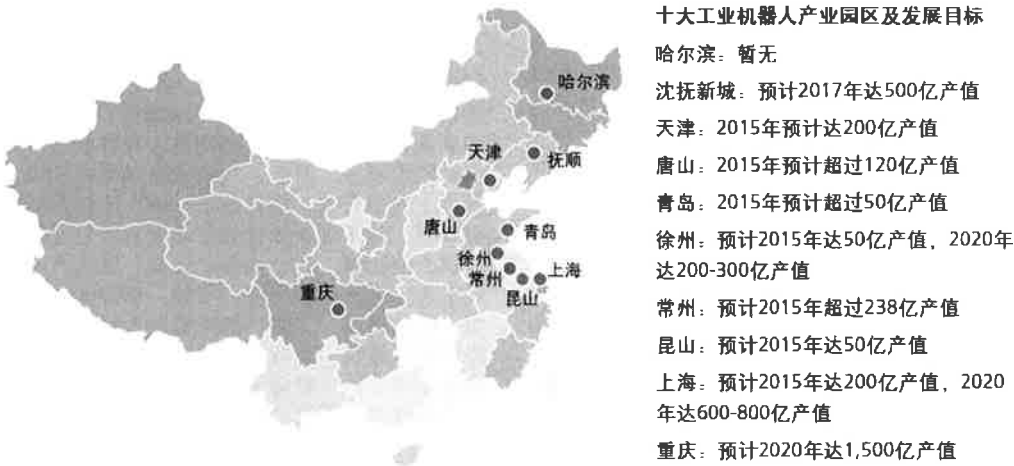 哈尔滨
天津
抚顺
唐山
青岛
徐州
常州
上海
昆山
重庆
十大工业机器人产业园区及发展目标
哈尔滨：暂无
沈抚新城：预计2017年达500亿产值
天津：2015年预计达200亿产值
唐山：2015年预计超过120亿产值
青岛：2015年预计超过50亿产值
徐州：预计2015年达50亿产值，2020年
达200-300亿产值
常州：预计2015年超过238亿产值
昆山：预计2015年达50亿产值
上海：预计2015年达200亿产值，2020
年达600-800亿产值
重庆：预计2020年达1,500亿产值